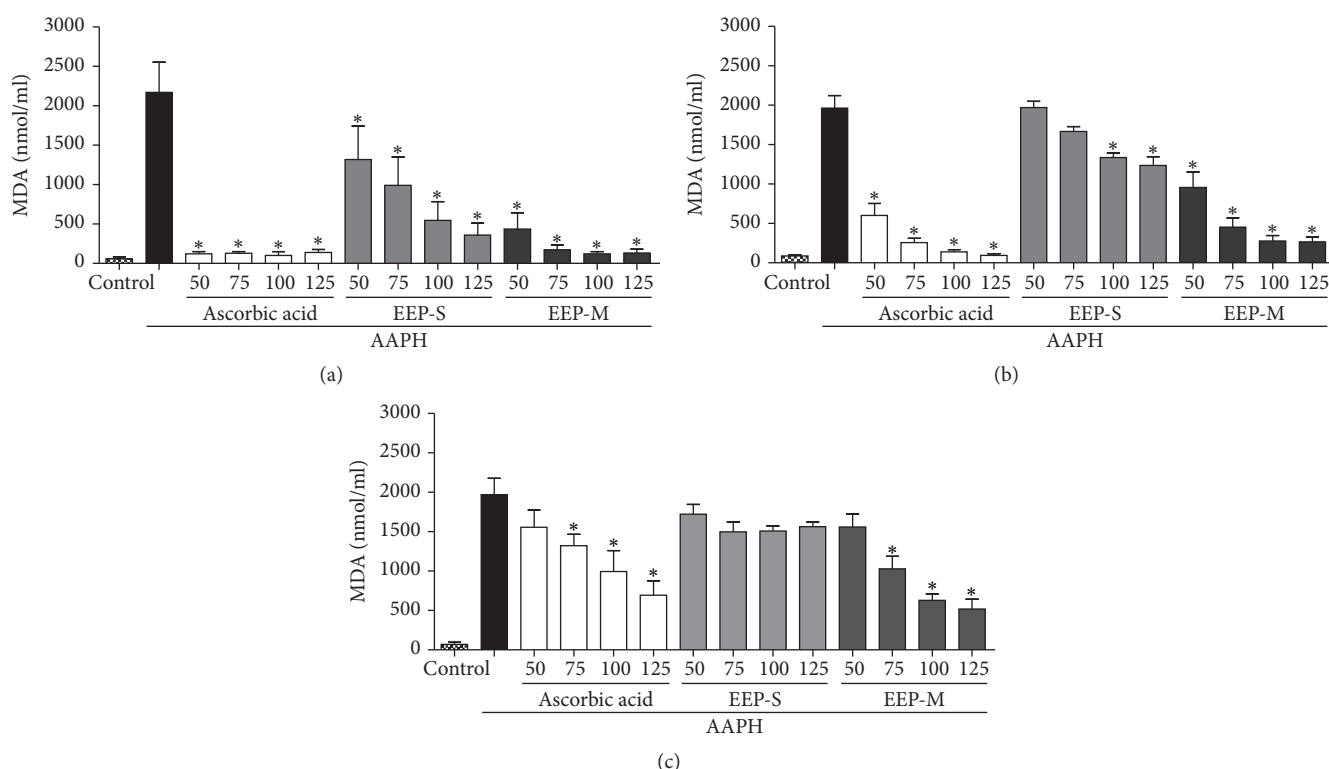 3000
2500
2000
1500
1000
500
0
MDA (nmol/ml)
* * * * * * * * * * * *
Control 50 75 100 125 50 75 100 125 50 75 100 125
Ascorbic acid EEP-S EEP-M
AAPH
(a)
3000
2500
2000
1500
1000
500
0
MDA (nmol/ml)
* * * * * * * * * *
Control 50 75 100 125 50 75 100 125 50 75 100 125
Ascorbic acid EEP-S EEP-M
AAPH
(b)
3000
2500
2000
1500
1000
500
0
MDA (nmol/ml)
* * * * * *
Control 50 75 100 125 50 75 100 125 50 75 100 125
Ascorbic acid EEP-S EEP-M
AAPH
(c)